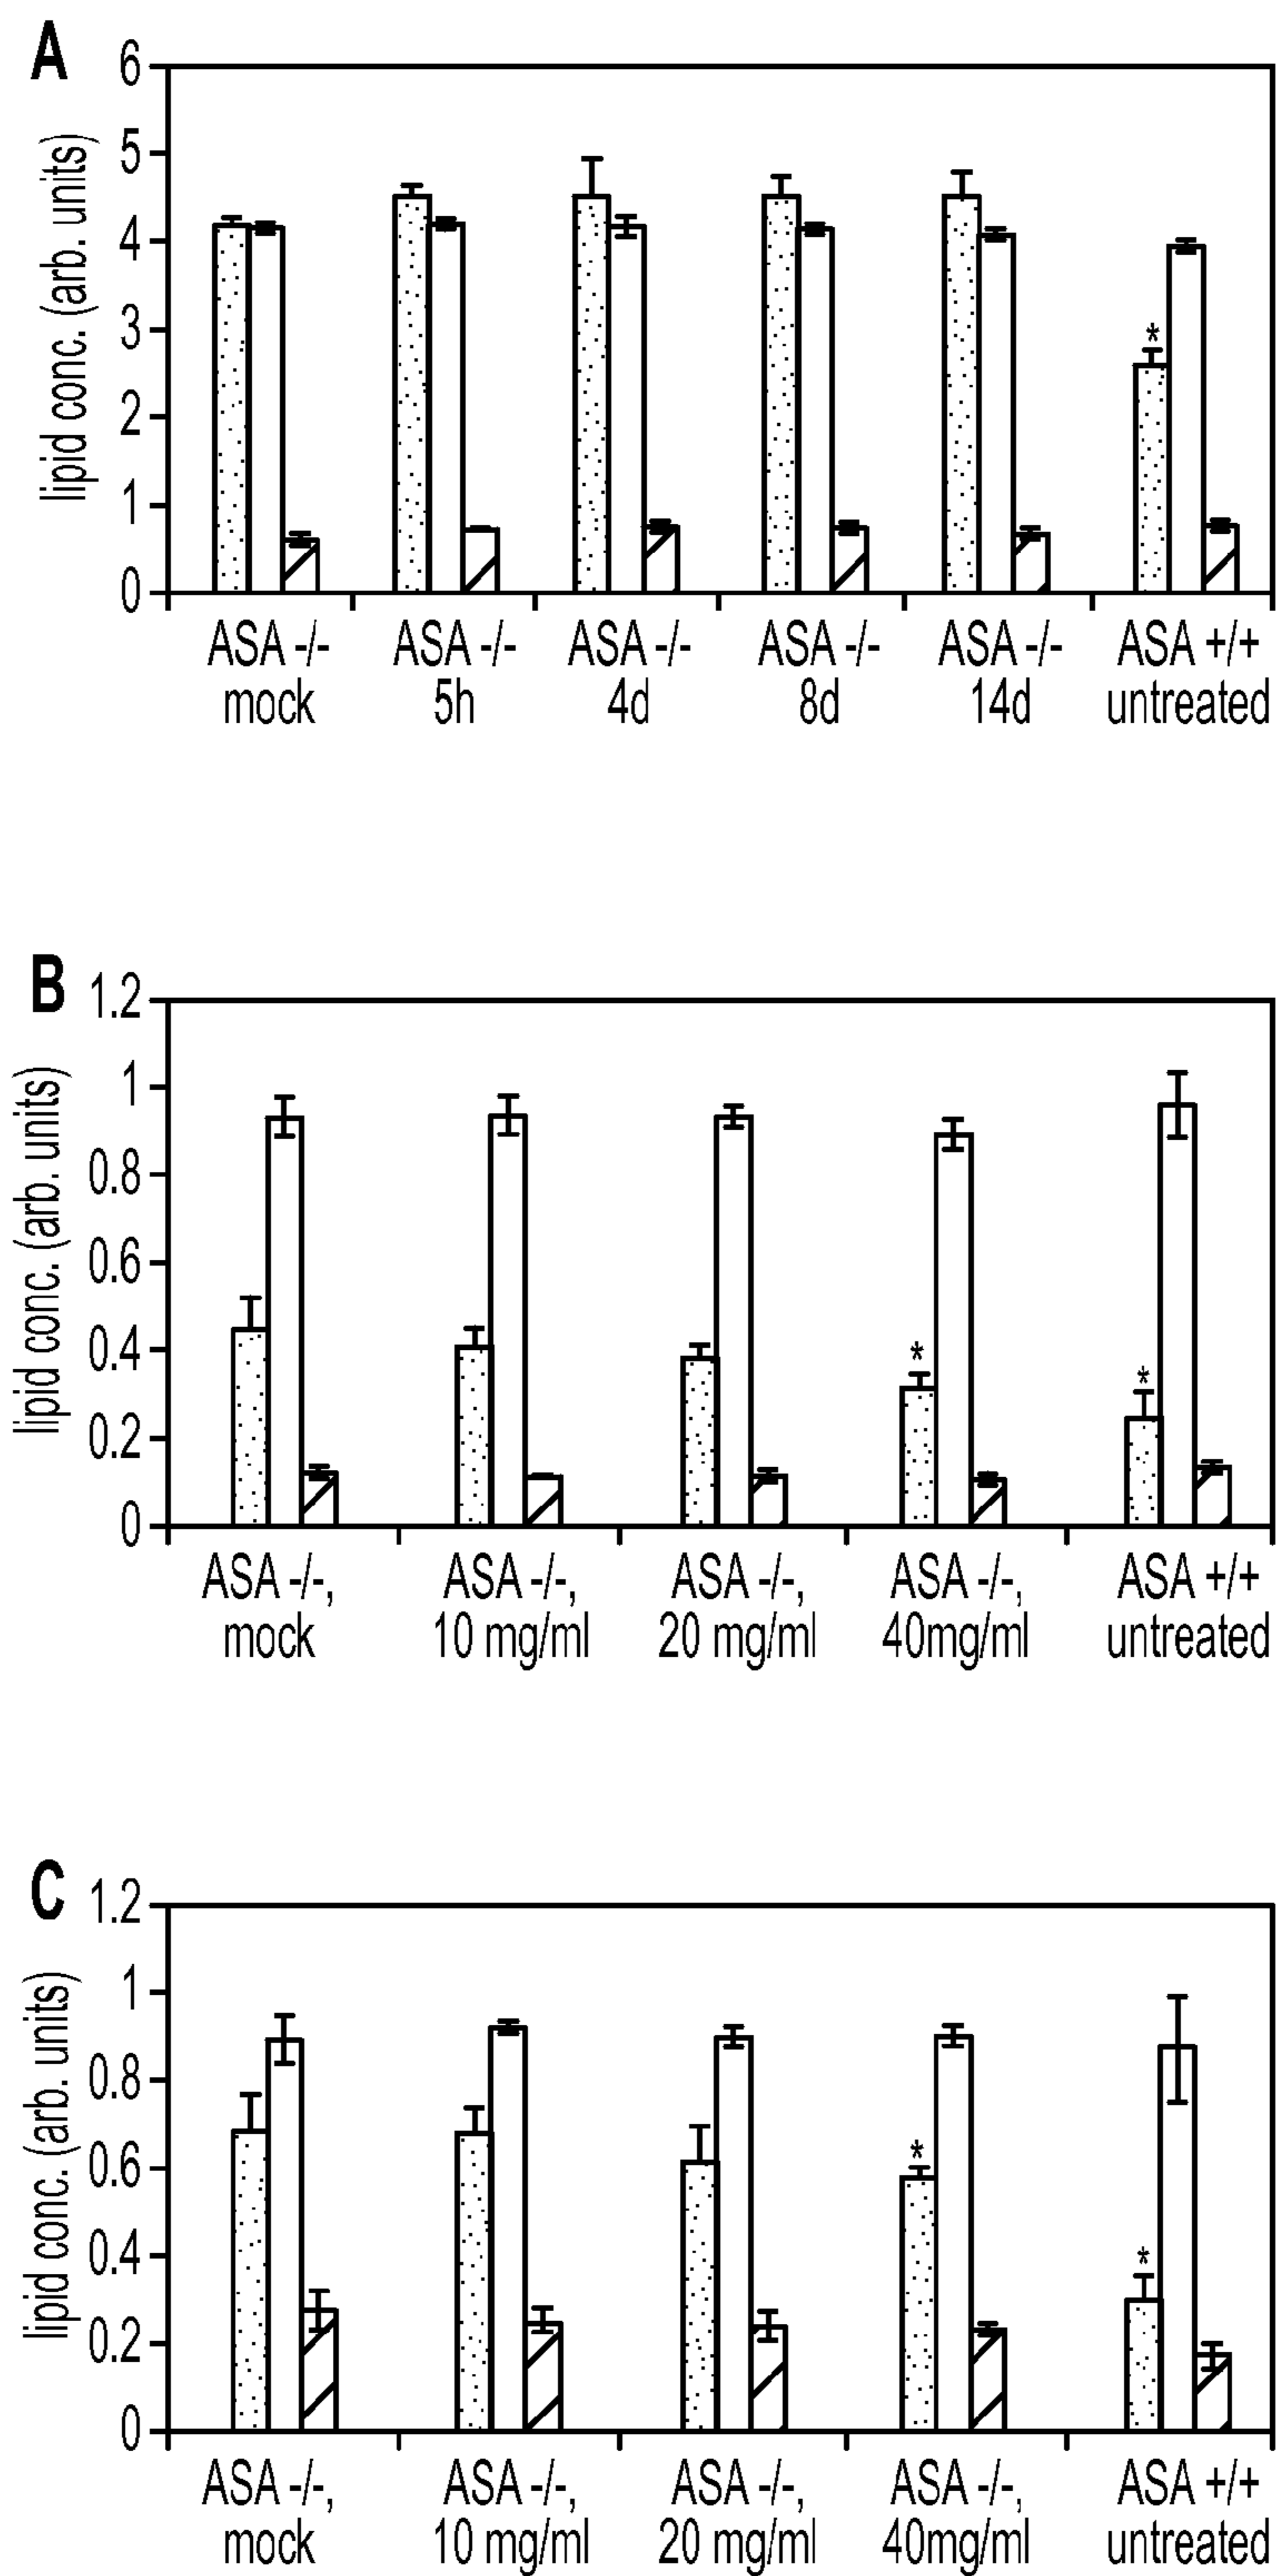 A
lipid conc. (arb. units)
6
5
4
3
2
1
0
*
ASA -/- ASA -/- ASA -/- ASA -/- ASA -/- ASA +/+
mock 5h 4d 8d 14d untreated
B
lipid conc. (arb. units)
1.2
1
0.8
0.6
0.4
0.2
0
* *
ASA -/-, ASA -/-, ASA -/-, ASA -/-, ASA +/+
mock 10 mg/ml 20 mg/ml 40mg/ml untreated
C
lipid conc. (arb. units)
1.2
1
0.8
0.6
0.4
0.2
0
* *
ASA -/-, ASA -/-, ASA -/-, ASA -/-, ASA +/+
mock 10 mg/ml 20 mg/ml 40mg/ml untreated